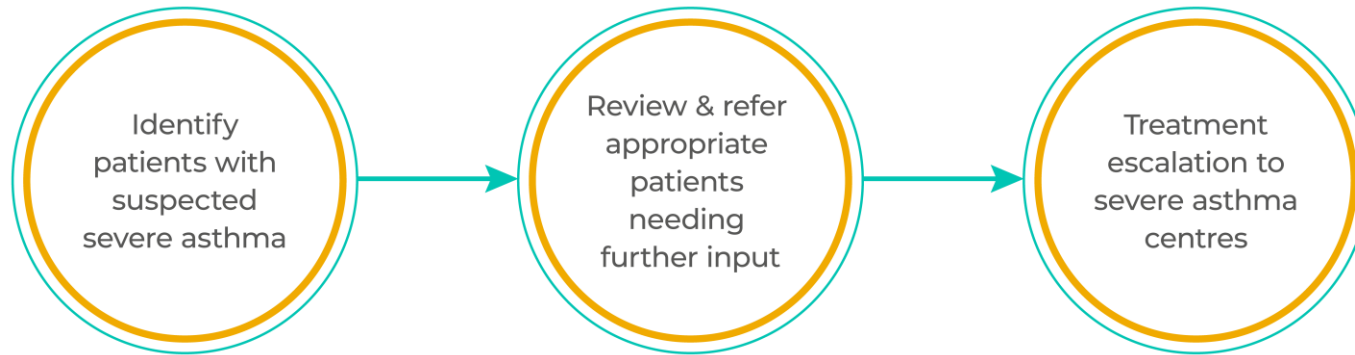 Identify
patients with
suspected
severe asthma
Review & refer
appropriate
patients
needing
further input
Treatment
escalation to
severe asthma
centres